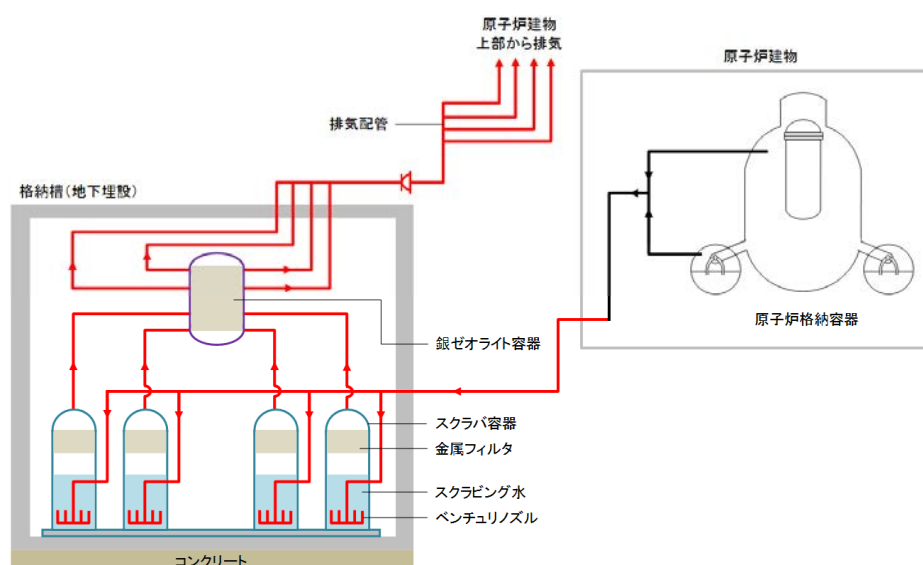 原子炉建物
上部から排気
原子炉建物
排気配管
格納槽(地下埋設)
原子炉格納容器
銀ゼオライト容器
スクラバ容器
金属フィルタ
スクラビング水
ベンチュリノズル
コンクリート